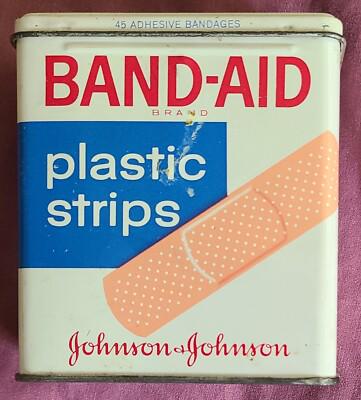 45 ADHESIVE BANDAGES
BAND-AID
BRAND
plastic
strips
Johnson & Johnson